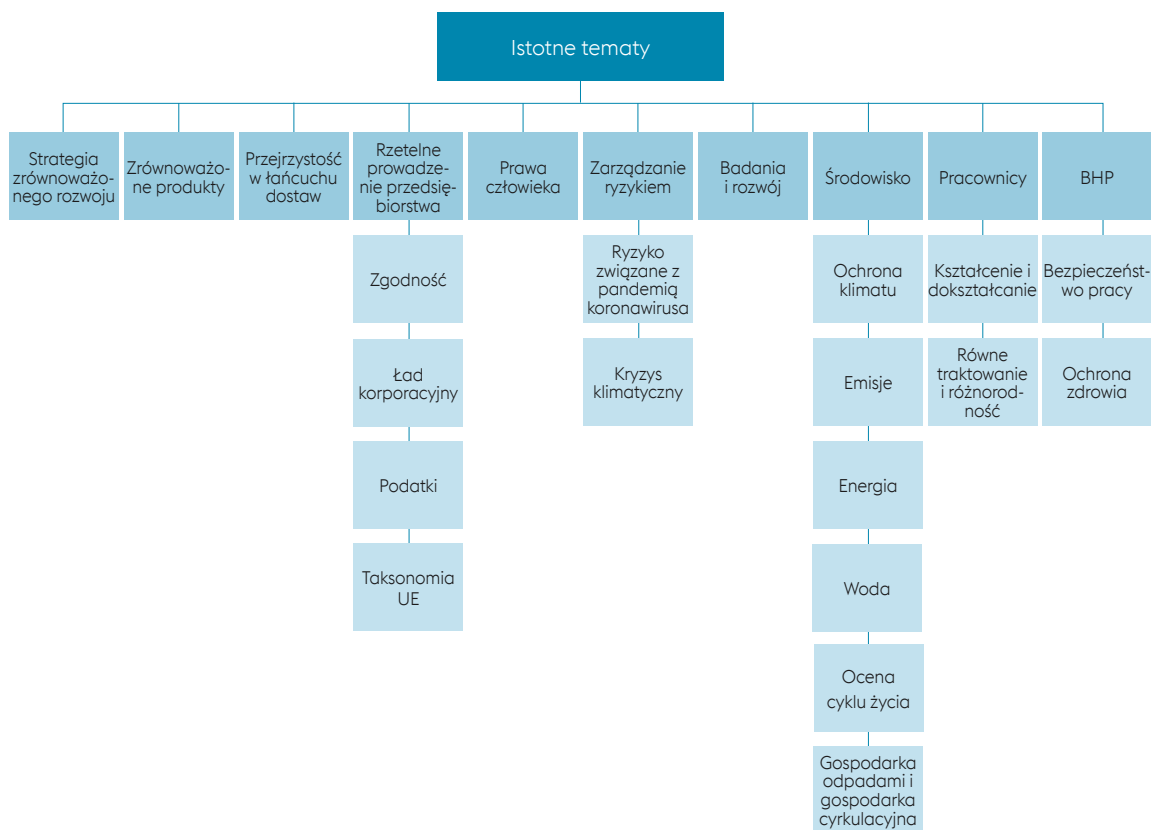 Istotne tematy
Strategia
zrównoważo-
nego rozwoju
Zrównoważo-
ne produkty
Przejrzystość
w łańcuchu
dostaw
Rzetelne
prowadze-
nie przedsię-
biorstwa
Prawa
człowieka
Zarządzanie
ryzykiem
Badania
i rozwój
Środowisko
Pracownicy
BHP
Zgodność
Ład
korporacyjny
Podatki
Taksonomia
UE
Ryzyko
związane z
pandemią
koronawirusa
Kryzys
klimatyczny
Ochrona
klimatu
Emisje
Energia
Woda
Ocena
cyklu życia
Gospodarka
odpadami i
gospodarka
cyrkulacyjna
Kształcenie i
dokształcanie
Równe
traktowanie
i różnorod-
ność
Bezpieczeńst-
wo pracy
Ochrona
zdrowia